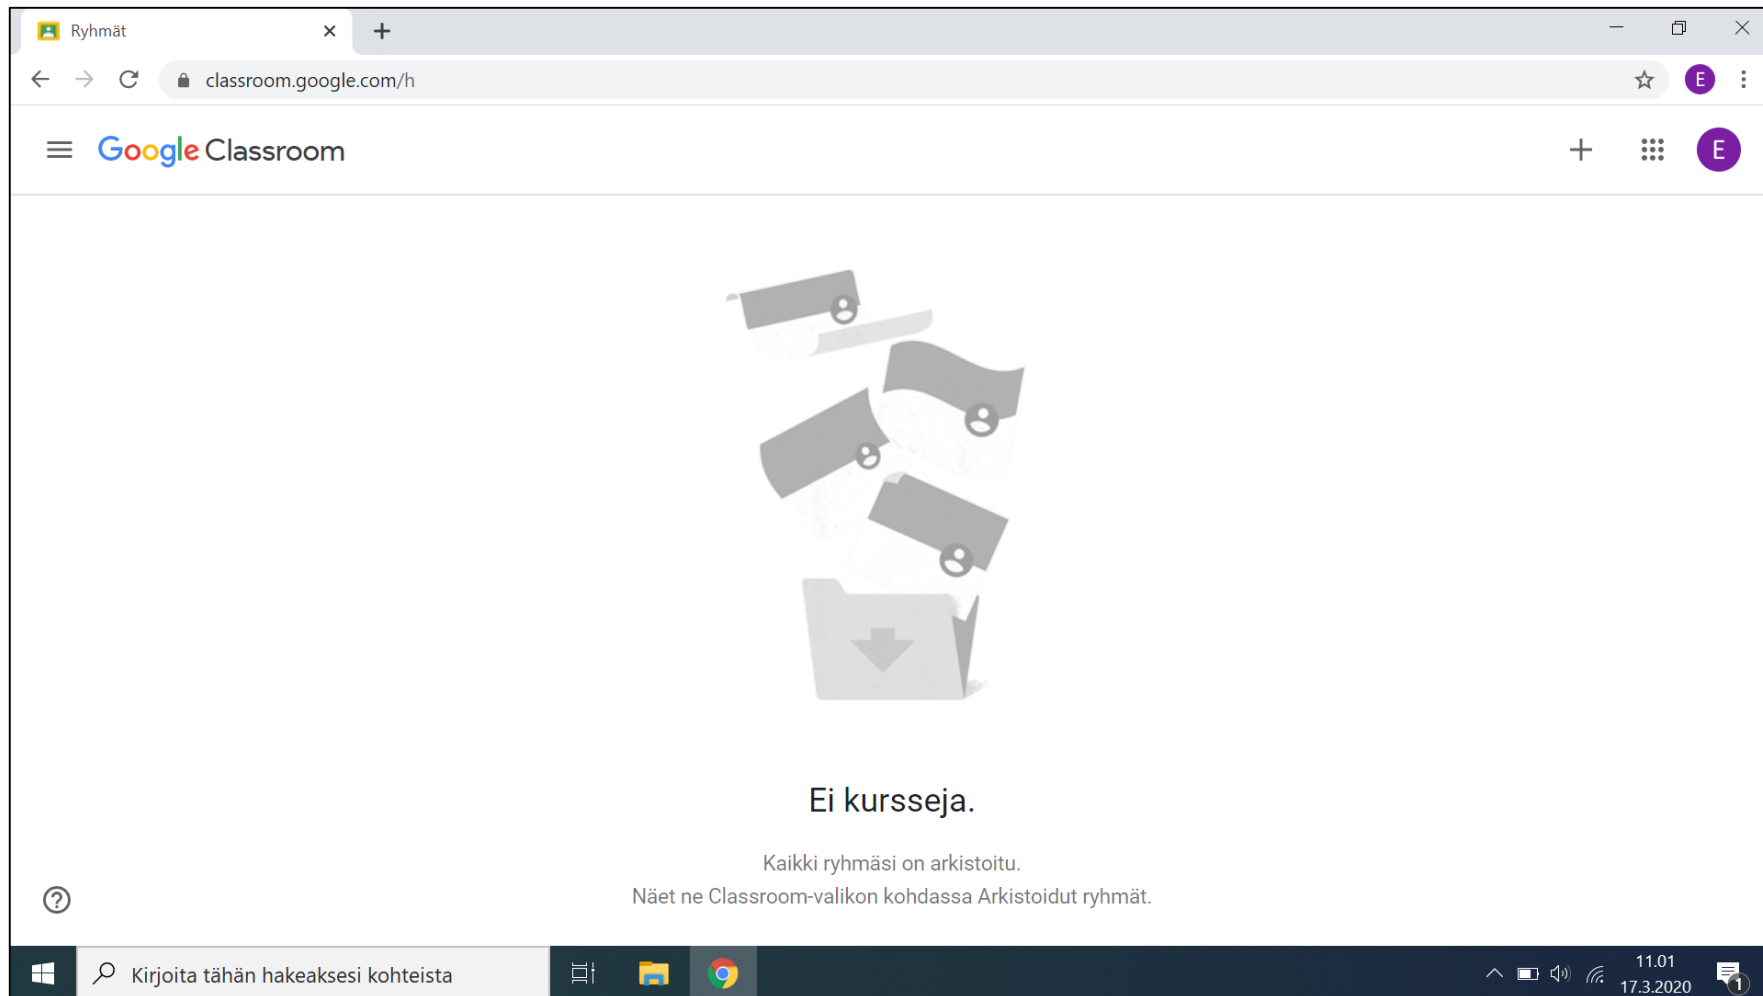 Ryhmät
classroom.google.com/h
E
Google Classroom
E
Ei kursseja.
Kaikki ryhmäsi on arkistoitu.
Näet ne Classroom-valikon kohdassa Arkistoidut ryhmät.
Kirjoita tähän hakeaksesi kohteista
11.01
17.3.2020
1